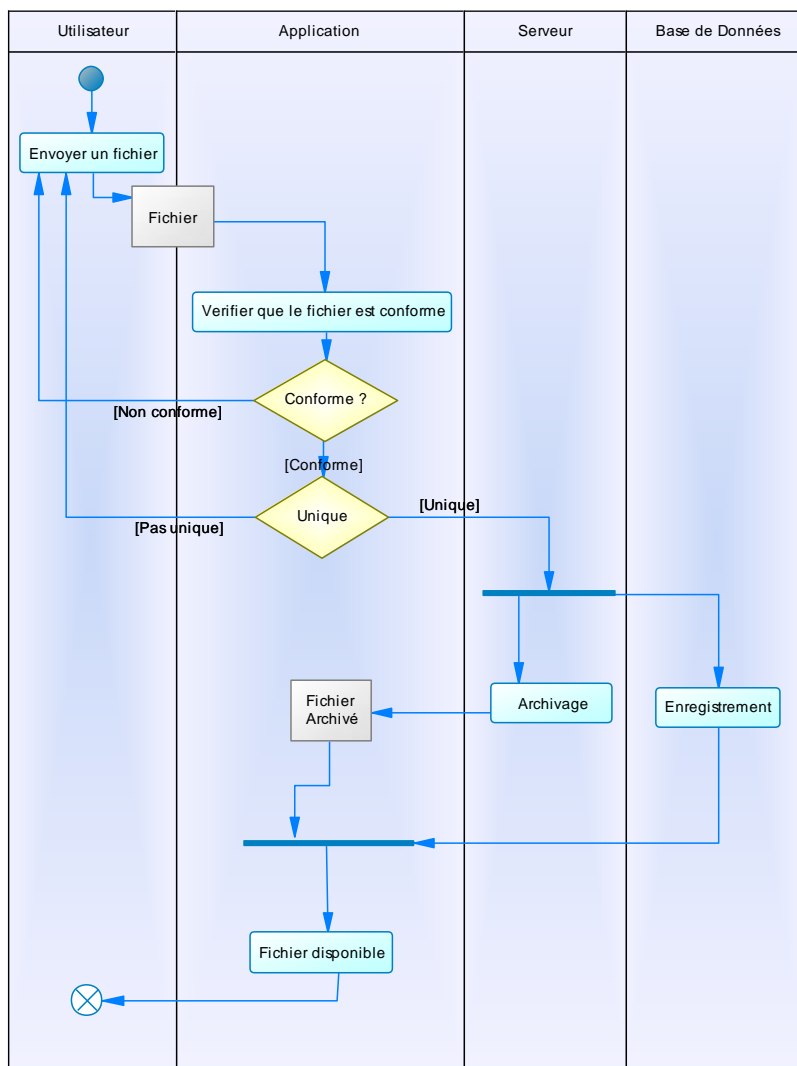 Utilisateur
Application
Serveur
Base de Données
Envoyer un fichier
Fichier
Verifier que le fichier est conforme
Conforme ?
[Non conforme]
[Conforme]
Unique
[Unique]
[Pas unique]
Fichier
Archivé
Archivage
Enregistrement
Fichier disponible